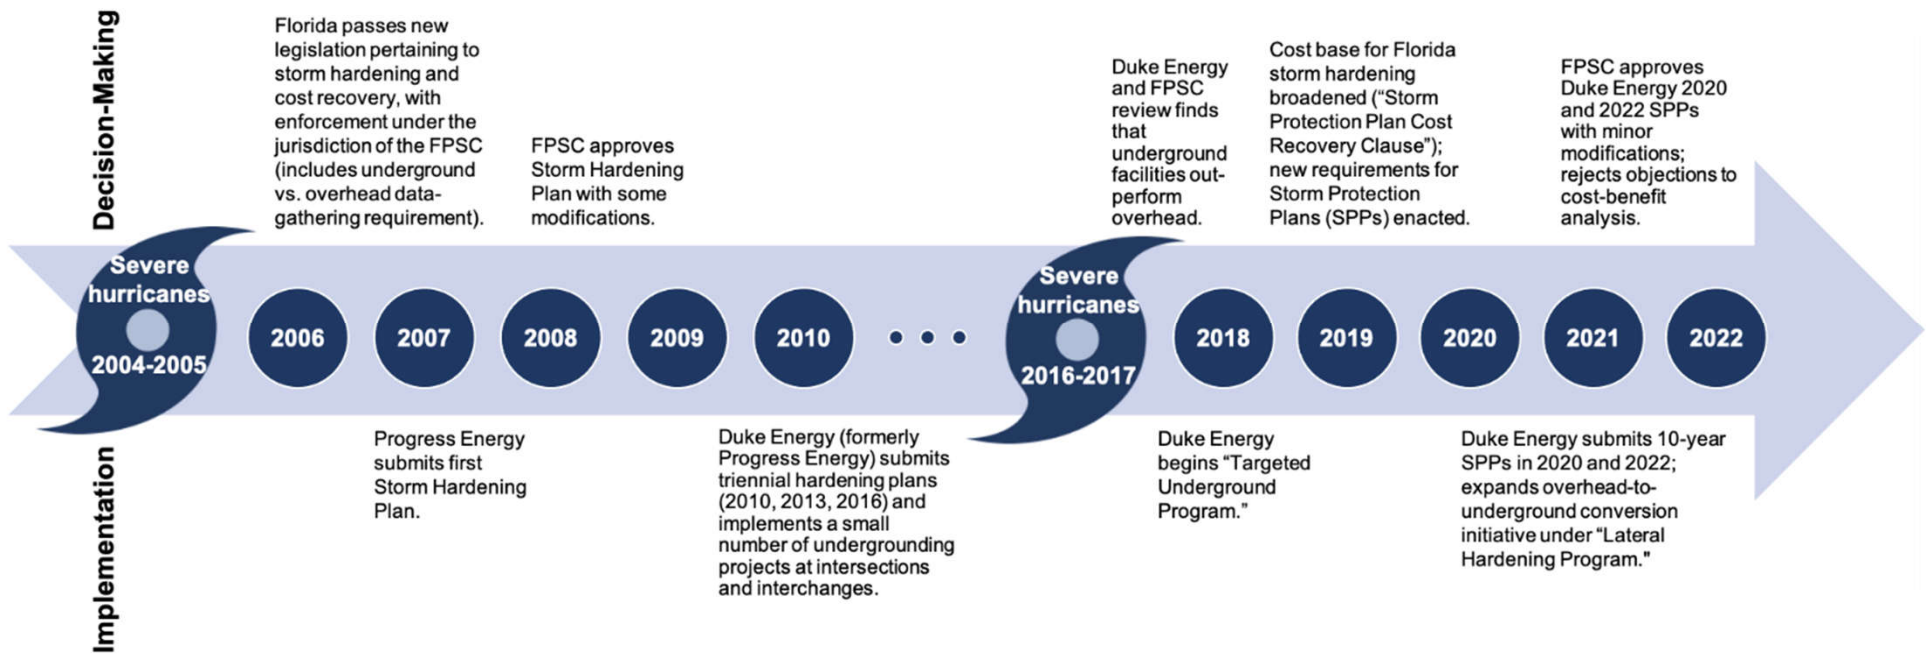 Decision-Making
Florida passes new
legislation pertaining to
storm hardening and
cost recovery, with
enforcement under the
jurisdiction of the FPSC
(includes underground
vs. overhead data-
gathering requirement).
FPSC approves
Storm Hardening
Plan with some
modifications.
Duke Energy
and FPSC
review finds
that
underground
facilities out-
perform
overhead.
Cost base for Florida
storm hardening
broadened (“Storm
Protection Plan Cost
Recovery Clause”);
new requirements for
Storm Protection
Plans (SPPs) enacted.
FPSC approves
Duke Energy 2020
and 2022 SPPs
with minor
modifications;
rejects objections to
cost-benefit
analysis.
Severe
hurricanes
2004-2005
2006
2007
2008
2009
2010
Severe
hurricanes
2016-2017
2018
2019
2020
2021
2022
Implementation
Progress Energy
submits first
Storm Hardening
Plan.
Duke Energy (formerly
Progress Energy) submits
triennial hardening plans
(2010, 2013, 2016) and
implements a small
number of undergrounding
projects at intersections
and interchanges.
Duke Energy
begins “Targeted
Underground
Program.”
Duke Energy submits 10-year
SPPs in 2020 and 2022;
expands overhead-to-
underground conversion
initiative under “Lateral
Hardening Program."